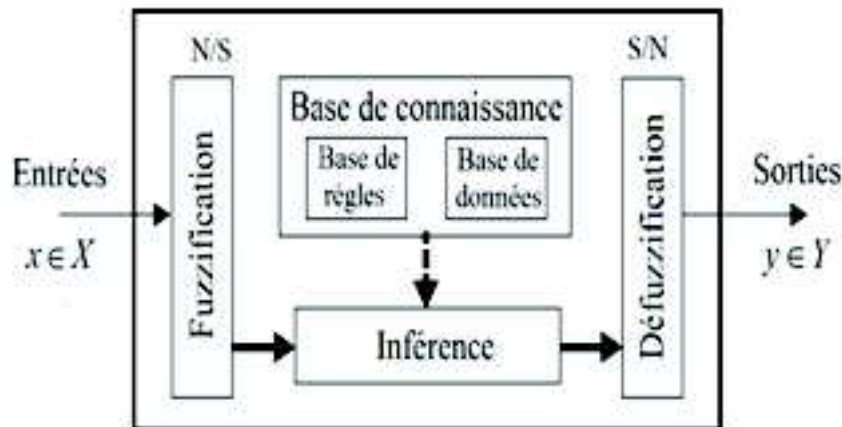 N/S
S/N
Base de connaissance
Base de
régles
Base de
données
Entrées
x ∈ X
Fuzzification
Inférence
Défuzzification
Sorties
y ∈ Y